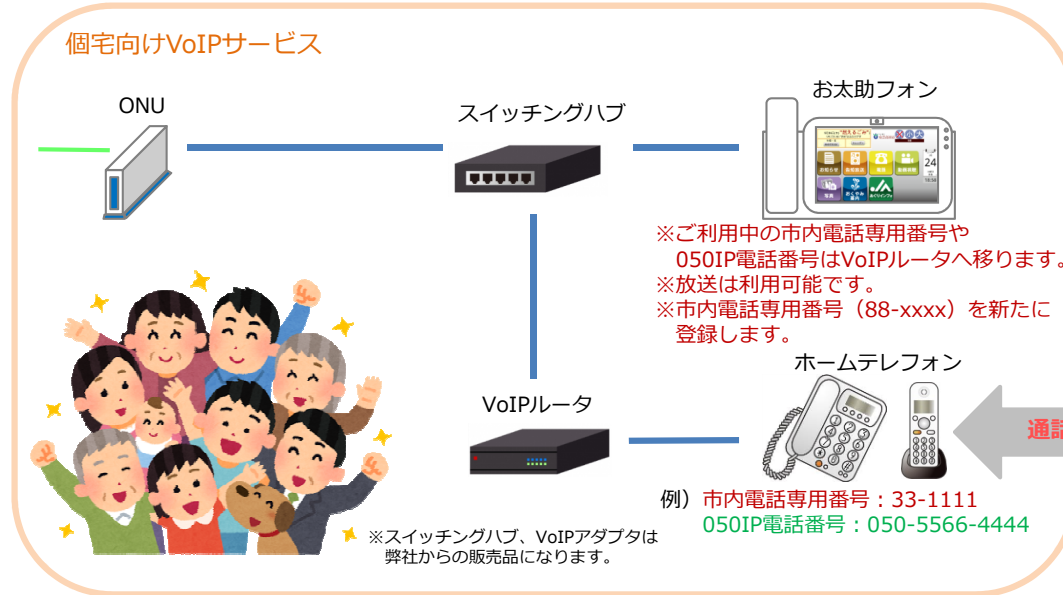 個宅向けVoIPサービス
ONU
スイッチングハブ
お太助フォン
お知らせ
24
※ご利用中の市内電話専用番号や
050IP電話番号はVoIPルータへ移ります。
※放送は利用可能です。
※市内電話専用番号（88-xxxx）を新たに
登録します。
ホームテレフォン
VoIPルータ
通話
例）市内電話専用番号：33-1111
050IP電話番号：050-5566-4444
※スイッチングハブ、VoIPアダプタは
弊社からの販売品になります。